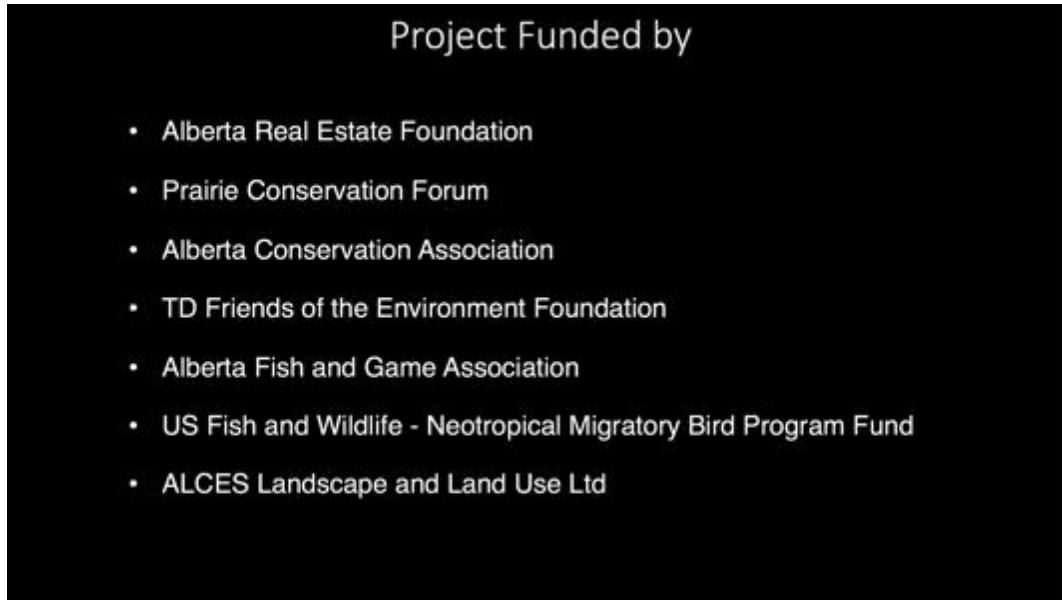 Project Funded by
• Alberta Real Estate Foundation
• Prairie Conservation Forum
• Alberta Conservation Association
• TD Friends of the Environment Foundation
• Alberta Fish and Game Association
• US Fish and Wildlife - Neotropical Migratory Bird Program Fund
• ALCES Landscape and Land Use Ltd